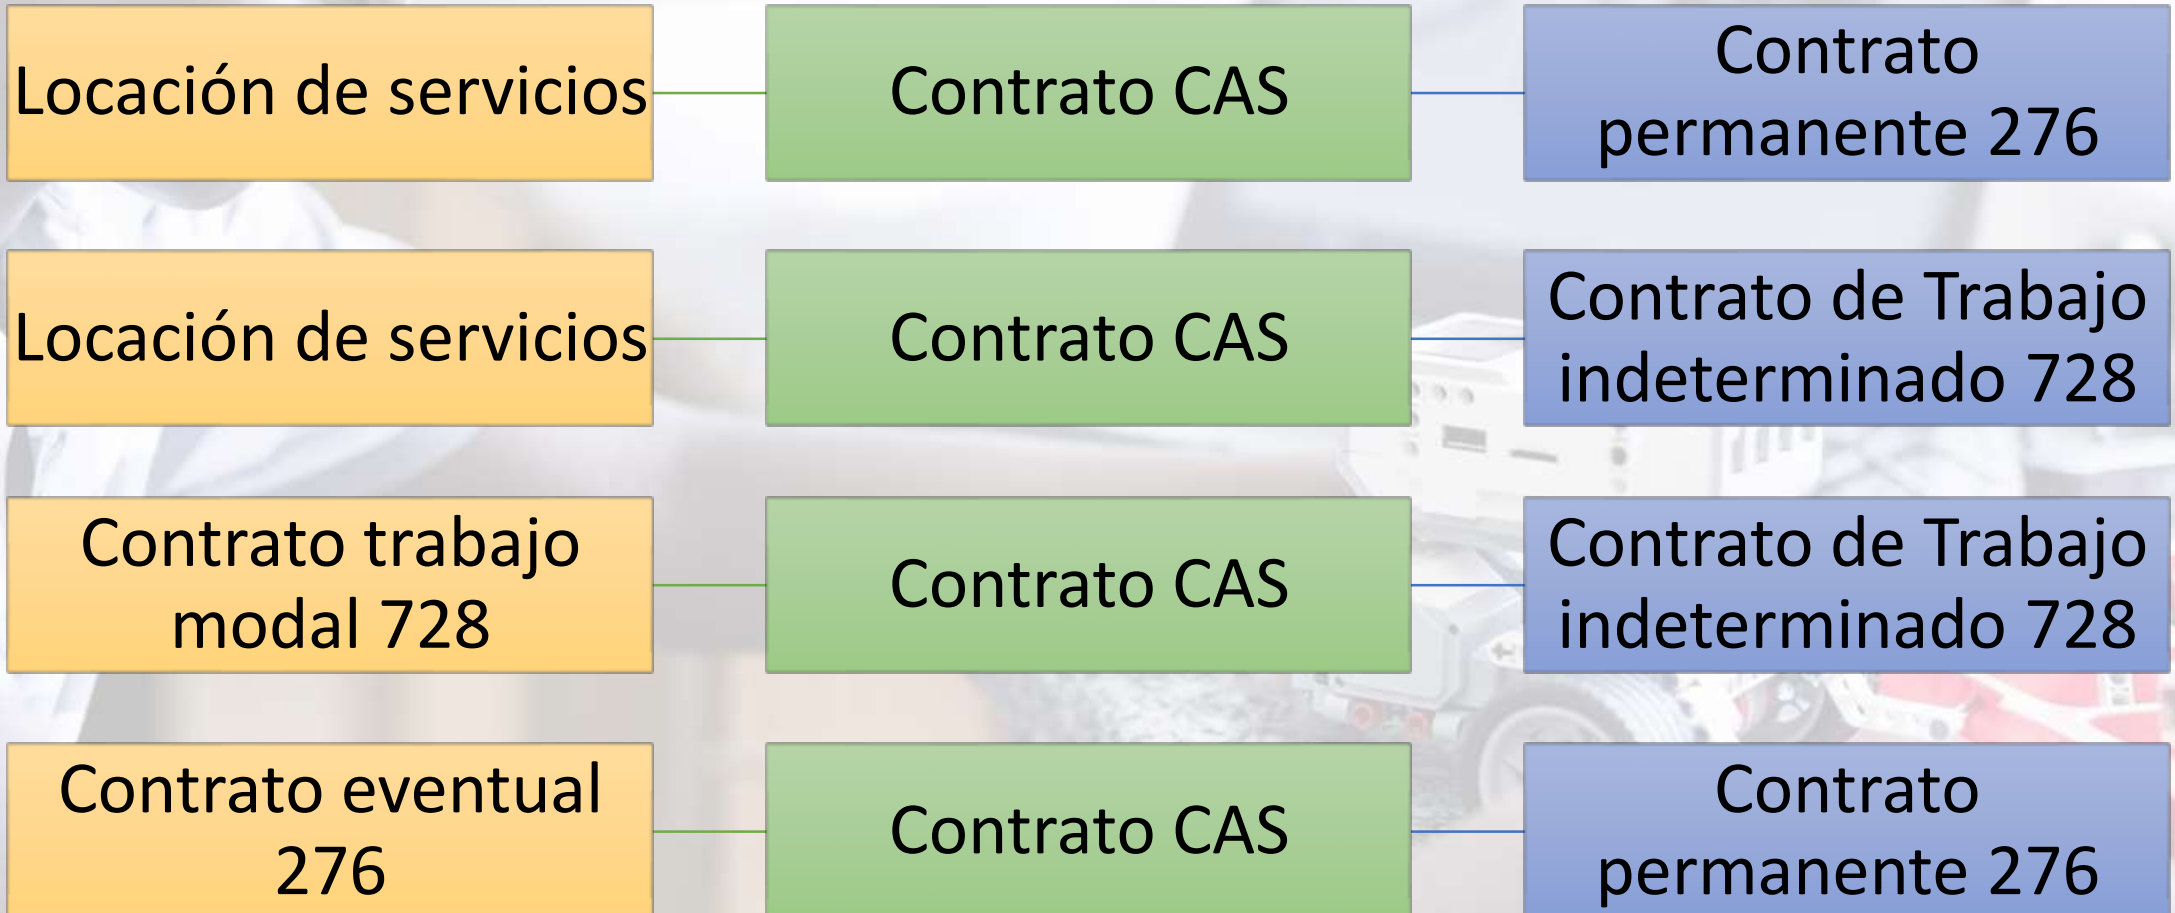 Locación de servicios
Contrato CAS
Contrato
permanente 276
Locación de servicios
Contrato CAS
Contrato de Trabajo
indeterminado 728
Contrato trabajo
modal 728
Contrato CAS
Contrato de Trabajo
indeterminado 728
Contrato eventual
276
Contrato CAS
Contrato
permanente 276